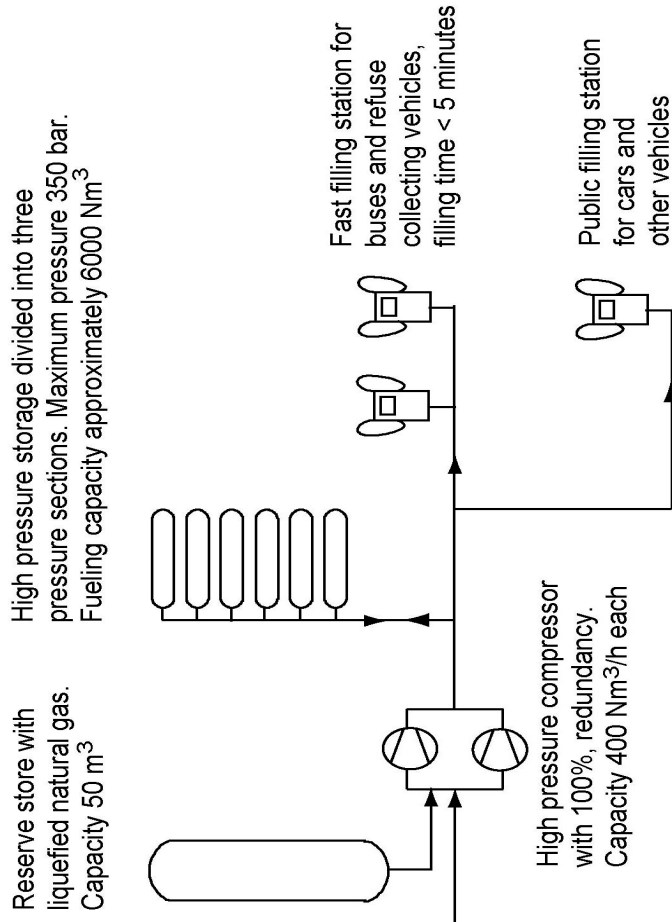 Reserve store with
liquefied natural gas.
Capacity 50 m³
High pressure storage divided into three
pressure sections. Maximum pressure 350 bar.
Fueling capacity approximately 6000 Nm³
High pressure compressor
with 100%, redundancy.
Capacity 400 Nm³/h each
Fast filling station for
buses and refuse
collecting vehicles,
filling time < 5 minutes
Public filling station
for cars and
other vehicles